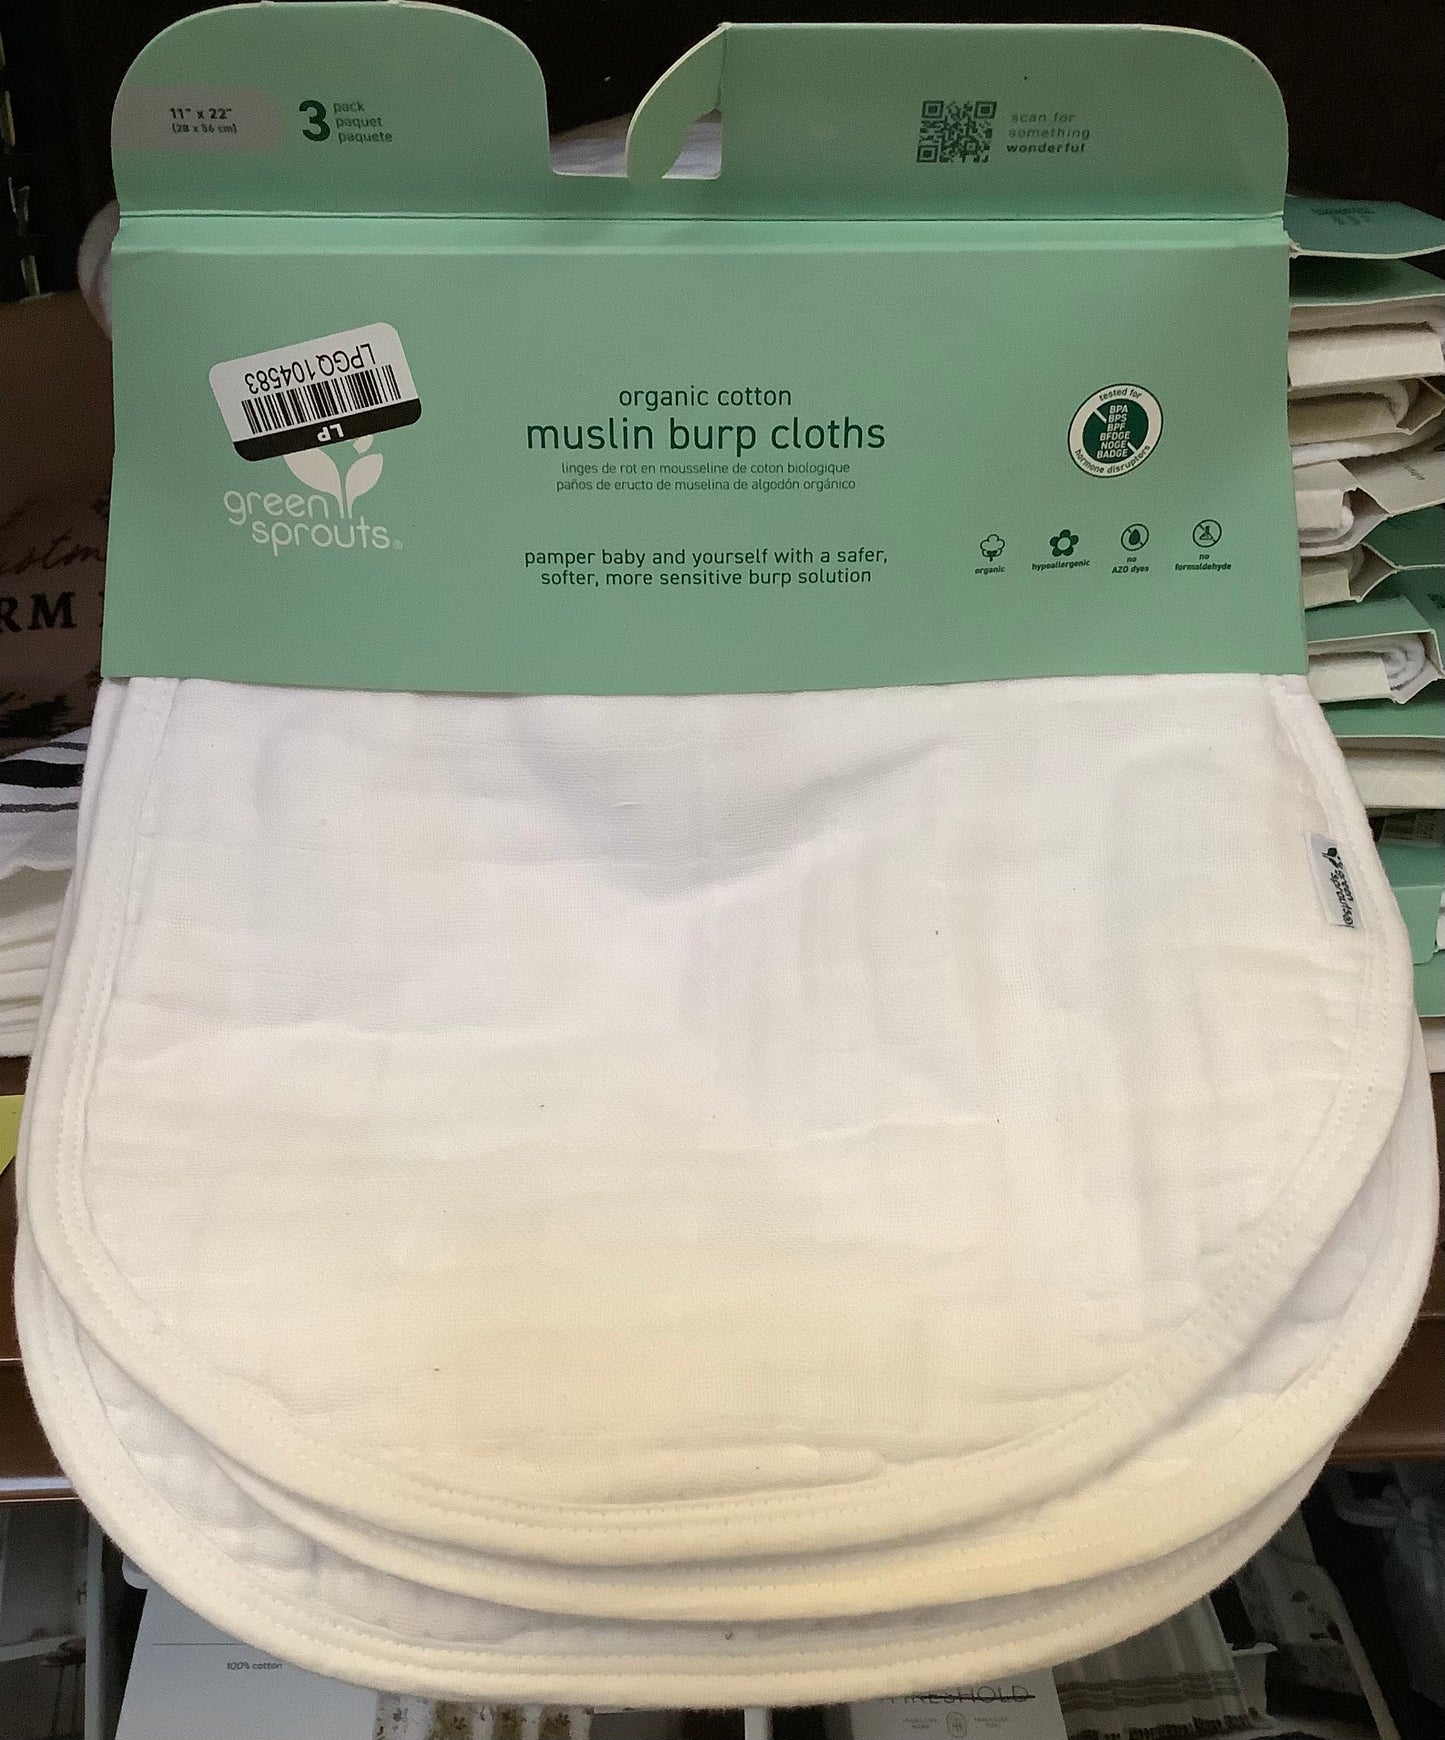 11" x 22"
(28 x 56 cm)
3
pack
paquet
paquete
scan for
something
wonderful
LPGQ104583
LP
green
sprouts®
organic cotton
muslin burp cloths
linges de rot en mousseline de coton biologique
paños de eructo de muselina de algodón orgánico
pamper baby and yourself with a safer,
softer, more sensitive burp solution
tested for
BPA
BPS
BPF
BFDGE
NOGE
BADGE
hormone disruptors
organic
hypoallergenic
no
AZO dyes
no
formaldehyde
green
sprouts®
RM
100% cotton
THRESHOLD